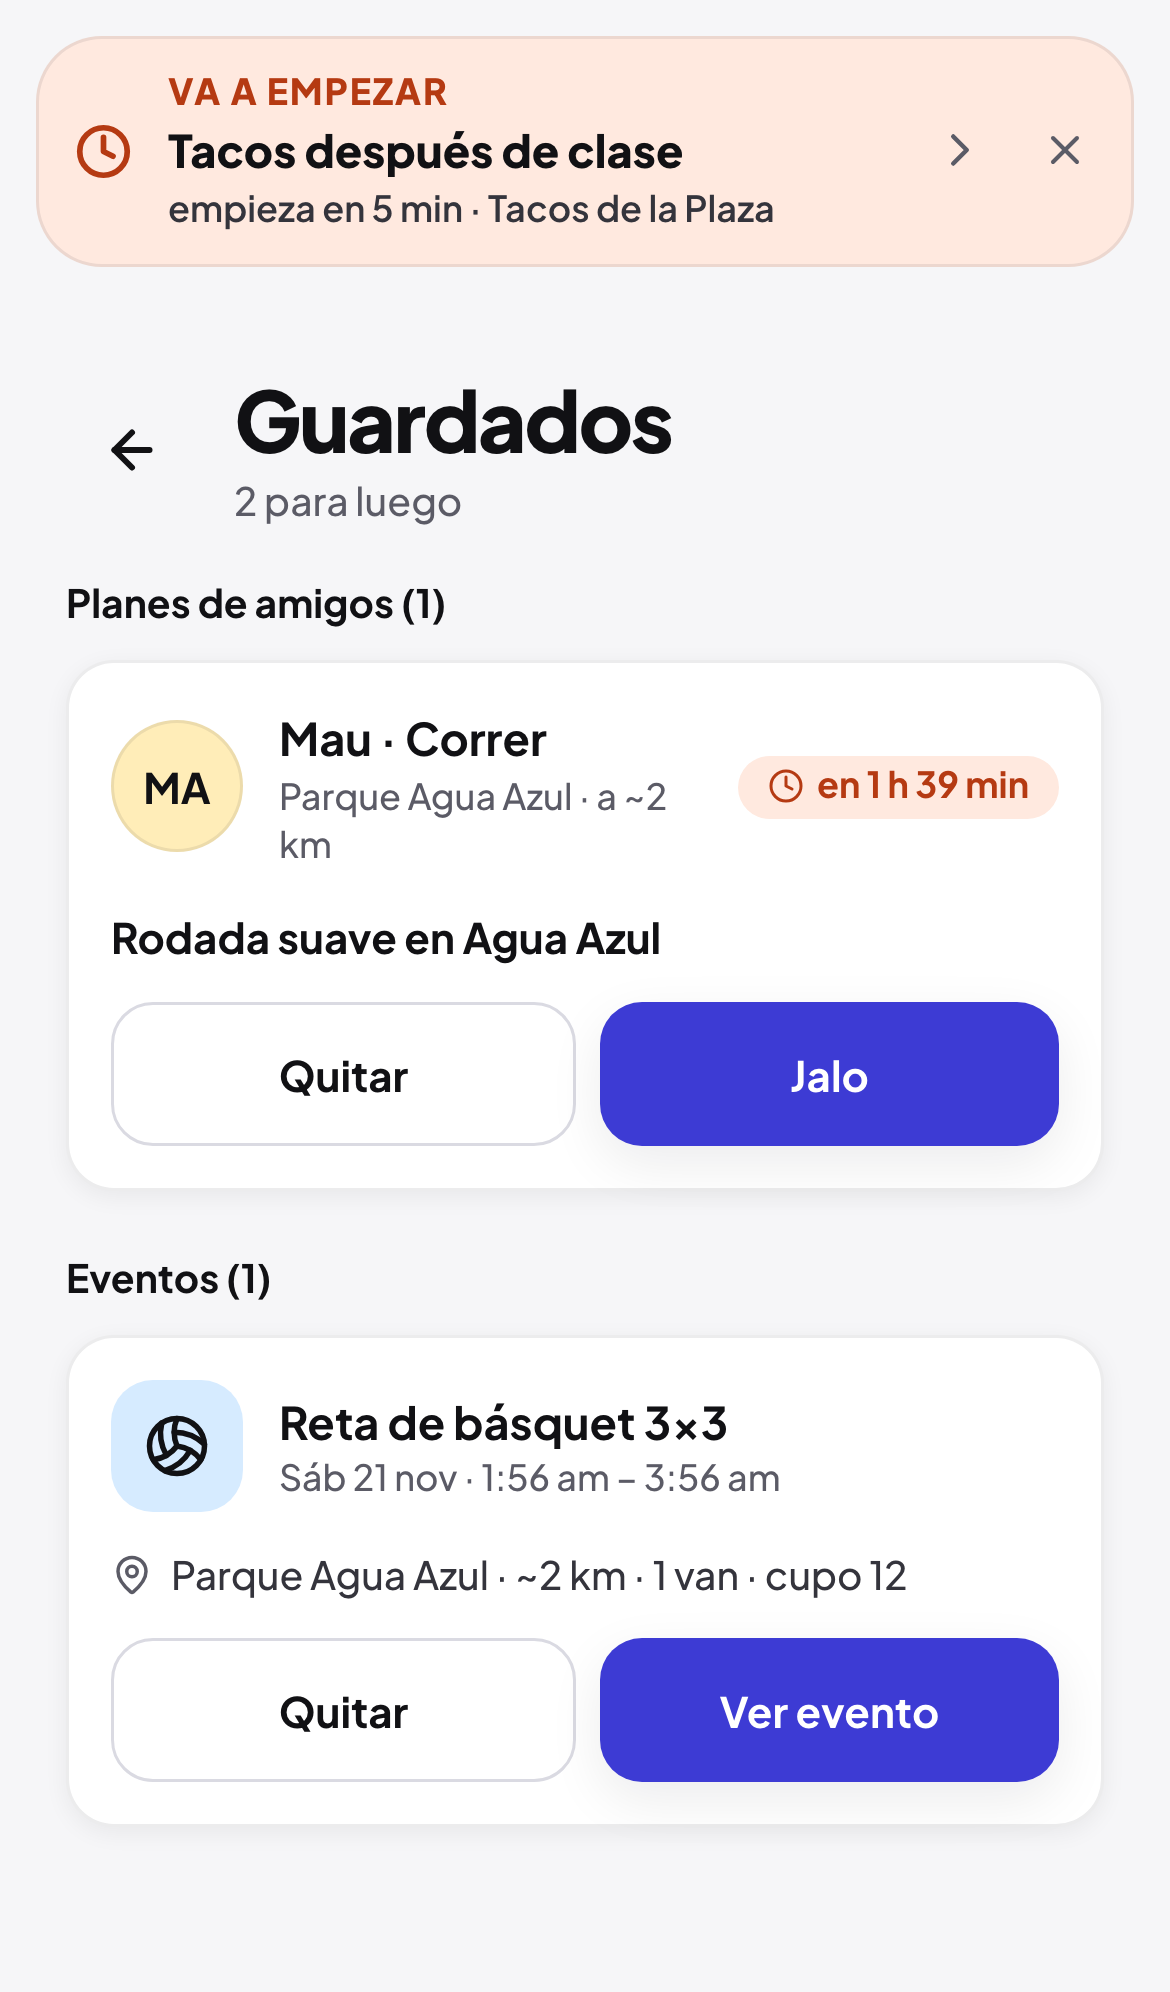 VA A EMPEZAR
Tacos después de clase
empieza en 5 min · Tacos de la Plaza
Guardados
2 para luego
Planes de amigos (1)
MA
Mau · Correr
Parque Agua Azul · a ~2
km
en 1 h 39 min
Rodada suave en Agua Azul
Quitar
Jalo
Eventos (1)
Reta de básquet 3×3
Sáb 21 nov · 1:56 am – 3:56 am
Parque Agua Azul · ~2 km · 1 van · cupo 12
Quitar
Ver evento